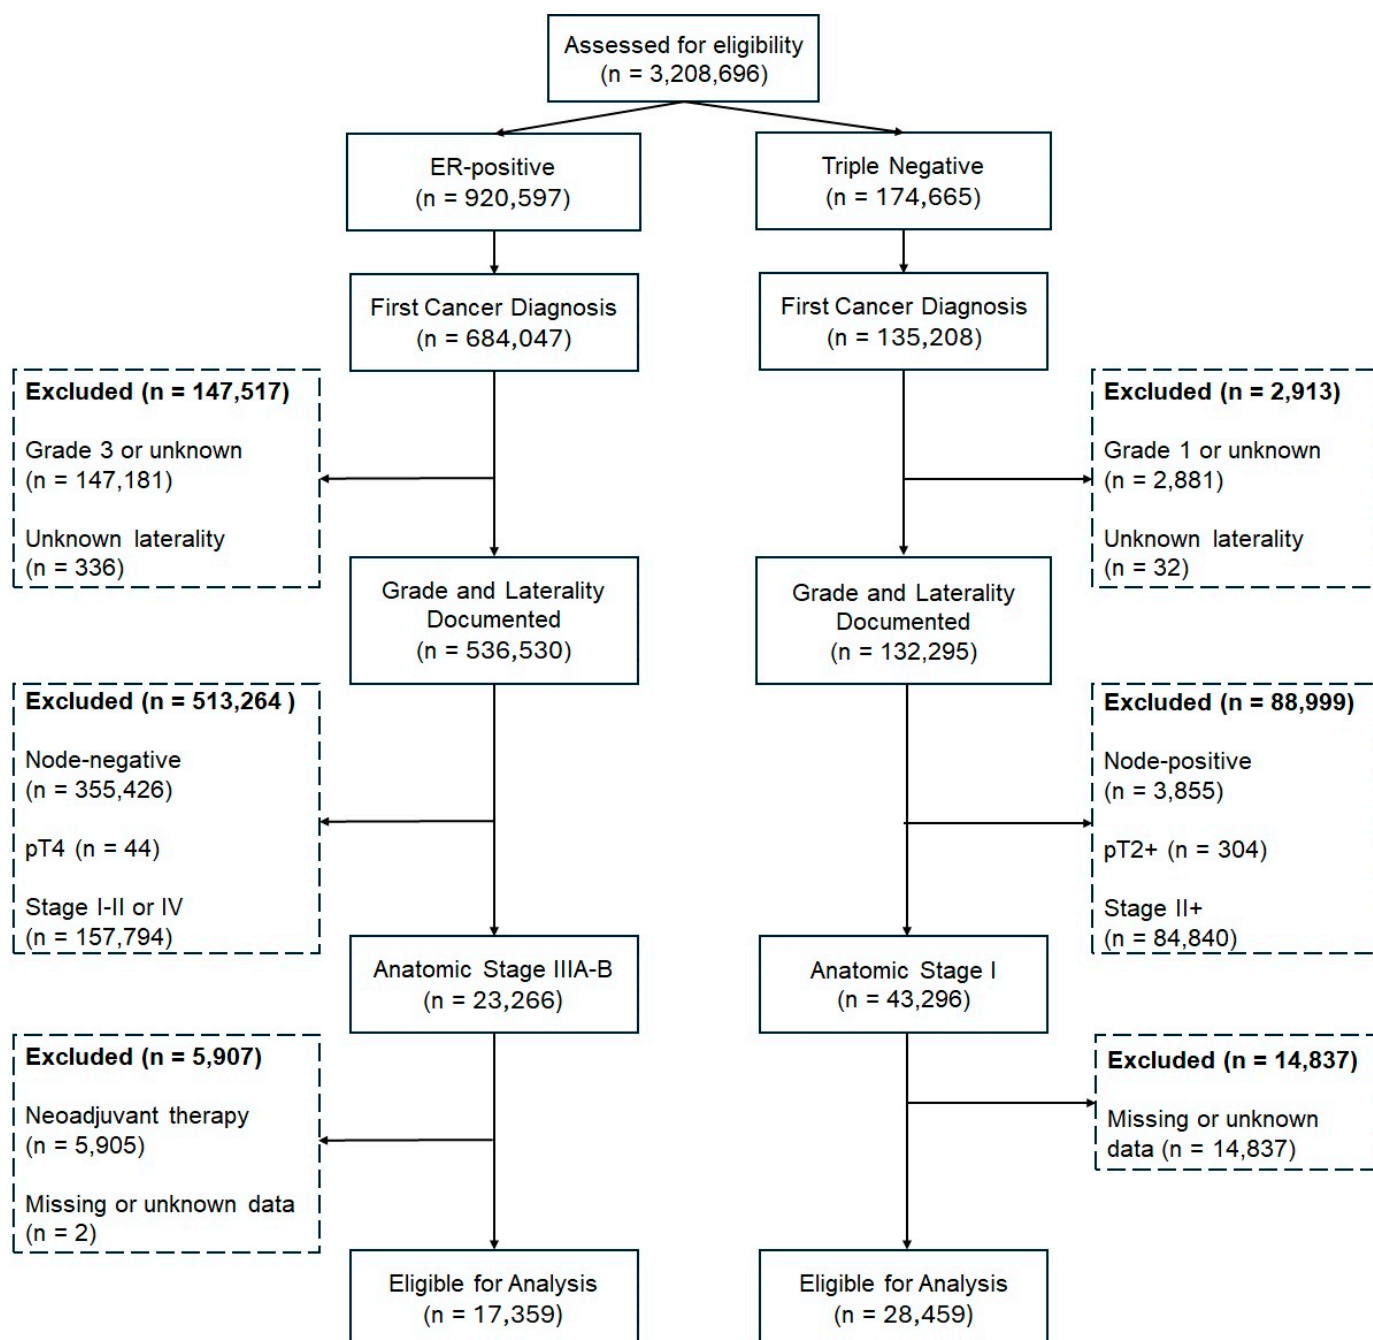 Assessed for eligibility
(n = 3,208,696)
ER-positive
(n = 920,597)
Triple Negative
(n = 174,665)
First Cancer Diagnosis
(n = 684,047)
First Cancer Diagnosis
(n = 135,208)
Excluded (n = 147,517)
Grade 3 or unknown
(n = 147,181)
Unknown laterality
(n = 336)
Excluded (n = 2,913)
Grade 1 or unknown
(n = 2,881)
Unknown laterality
(n = 32)
Grade and Laterality
Documented
(n = 536,530)
Grade and Laterality
Documented
(n = 132,295)
Excluded (n = 513,264 )
Node-negative
(n = 355,426)
pT4 (n = 44)
Stage I-II or IV
(n = 157,794)
Excluded (n = 88,999)
Node-positive
(n = 3,855)
pT2+ (n = 304)
Stage II+
(n = 84,840)
Anatomic Stage IIIA-B
(n = 23,266)
Anatomic Stage I
(n = 43,296)
Excluded (n = 5,907)
Neoadjuvant therapy
(n = 5,905)
Missing or unknown data
(n = 2)
Excluded (n = 14,837)
Missing or unknown
data (n = 14,837)
Eligible for Analysis
(n = 17,359)
Eligible for Analysis
(n = 28,459)